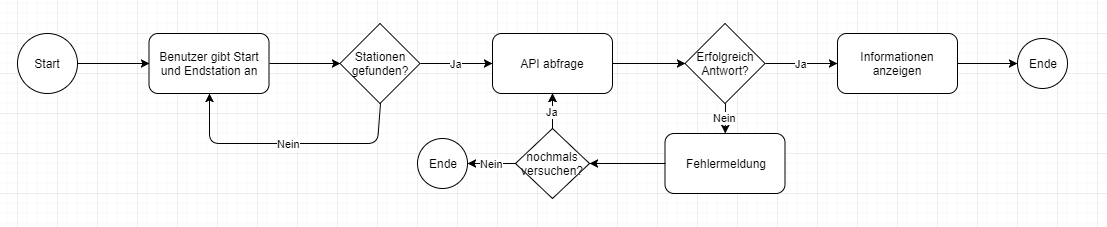 Start
Benutzer gibt Start
und Endstation an
Stationen
gefunden?
Ja
API abfrage
Erfolgreich
Antwort?
Ja
Informationen
anzeigen
Ende
Nein
Ja
Nein
Ende
Nein
nochmals
versuchen?
Fehlermeldung